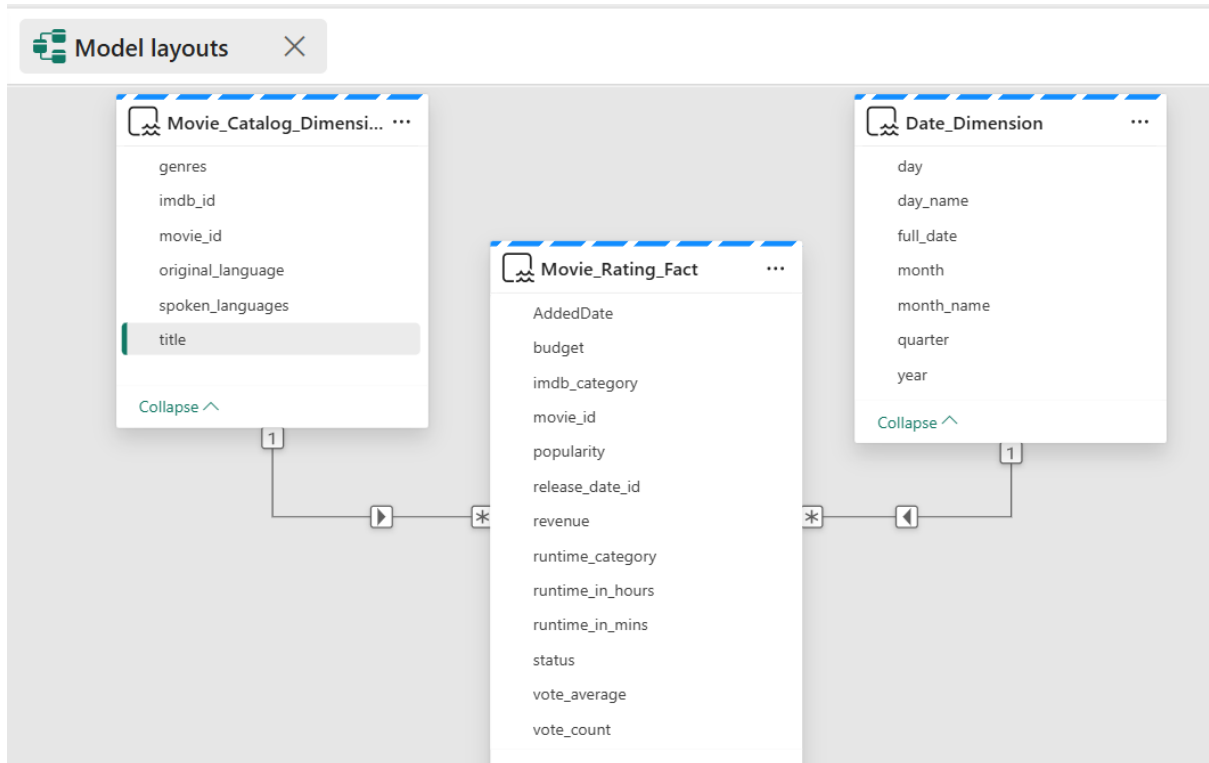 Model layouts
Movie_Catalog_Dimensi...
genres
imdb_id
movie_id
original_language
spoken_languages
title
Collapse
1
*
Movie_Rating_Fact
AddedDate
budget
imdb_category
movie_id
popularity
release_date_id
revenue
runtime_category
runtime_in_hours
runtime_in_mins
status
vote_average
vote_count
Date_Dimension
day
day_name
full_date
month
month_name
quarter
year
Collapse
1
*